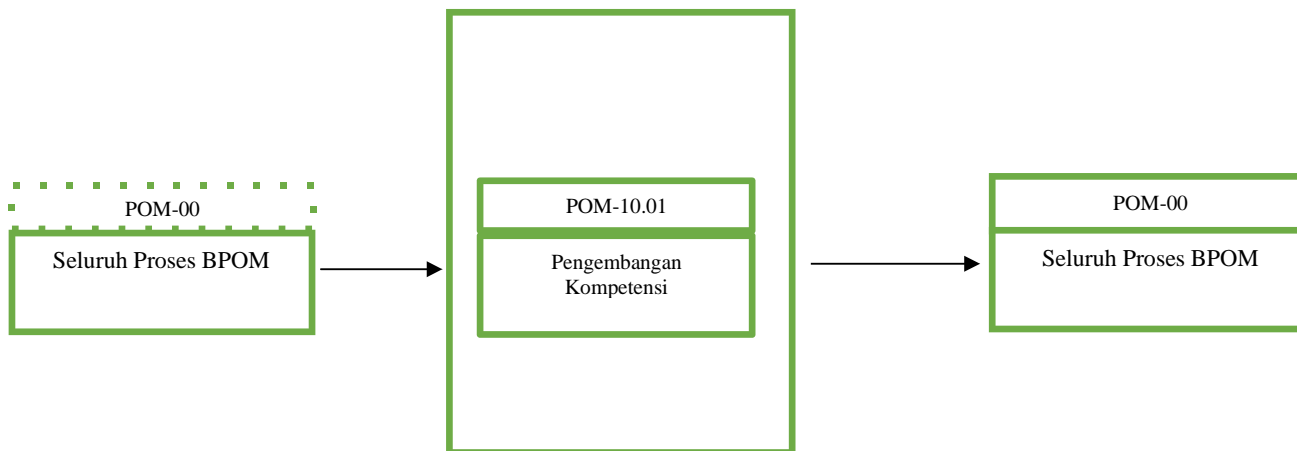 POM-00
Seluruh Proses BPOM
POM-10.01
Pengembangan
Kompetensi
POM-00
Seluruh Proses BPOM